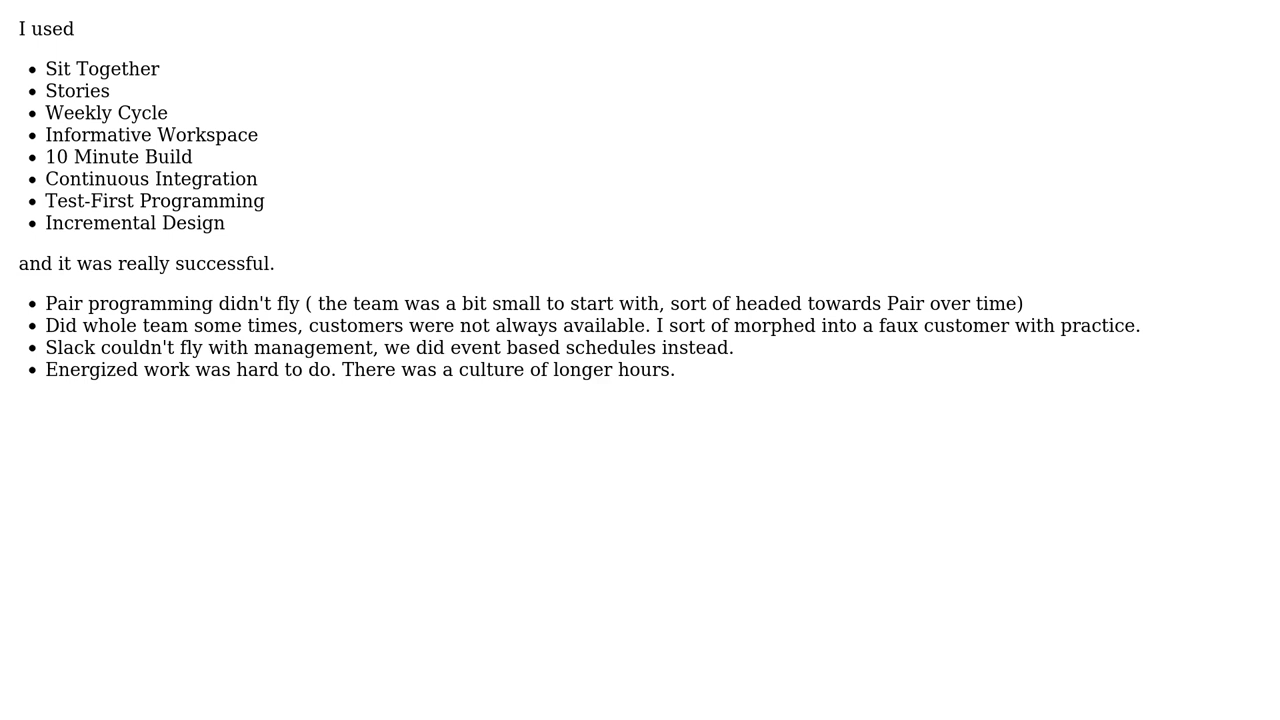 I used
• Sit Together
• Stories
• Weekly Cycle
• Informative Workspace
• 10 Minute Build
• Continuous Integration
• Test-First Programming
• Incremental Design
and it was really successful.
• Pair programming didn't fly ( the team was a bit small to start with, sort of headed towards Pair over time)
• Did whole team some times, customers were not always available. I sort of morphed into a faux customer with practice.
• Slack couldn't fly with management, we did event based schedules instead.
• Energized work was hard to do. There was a culture of longer hours.